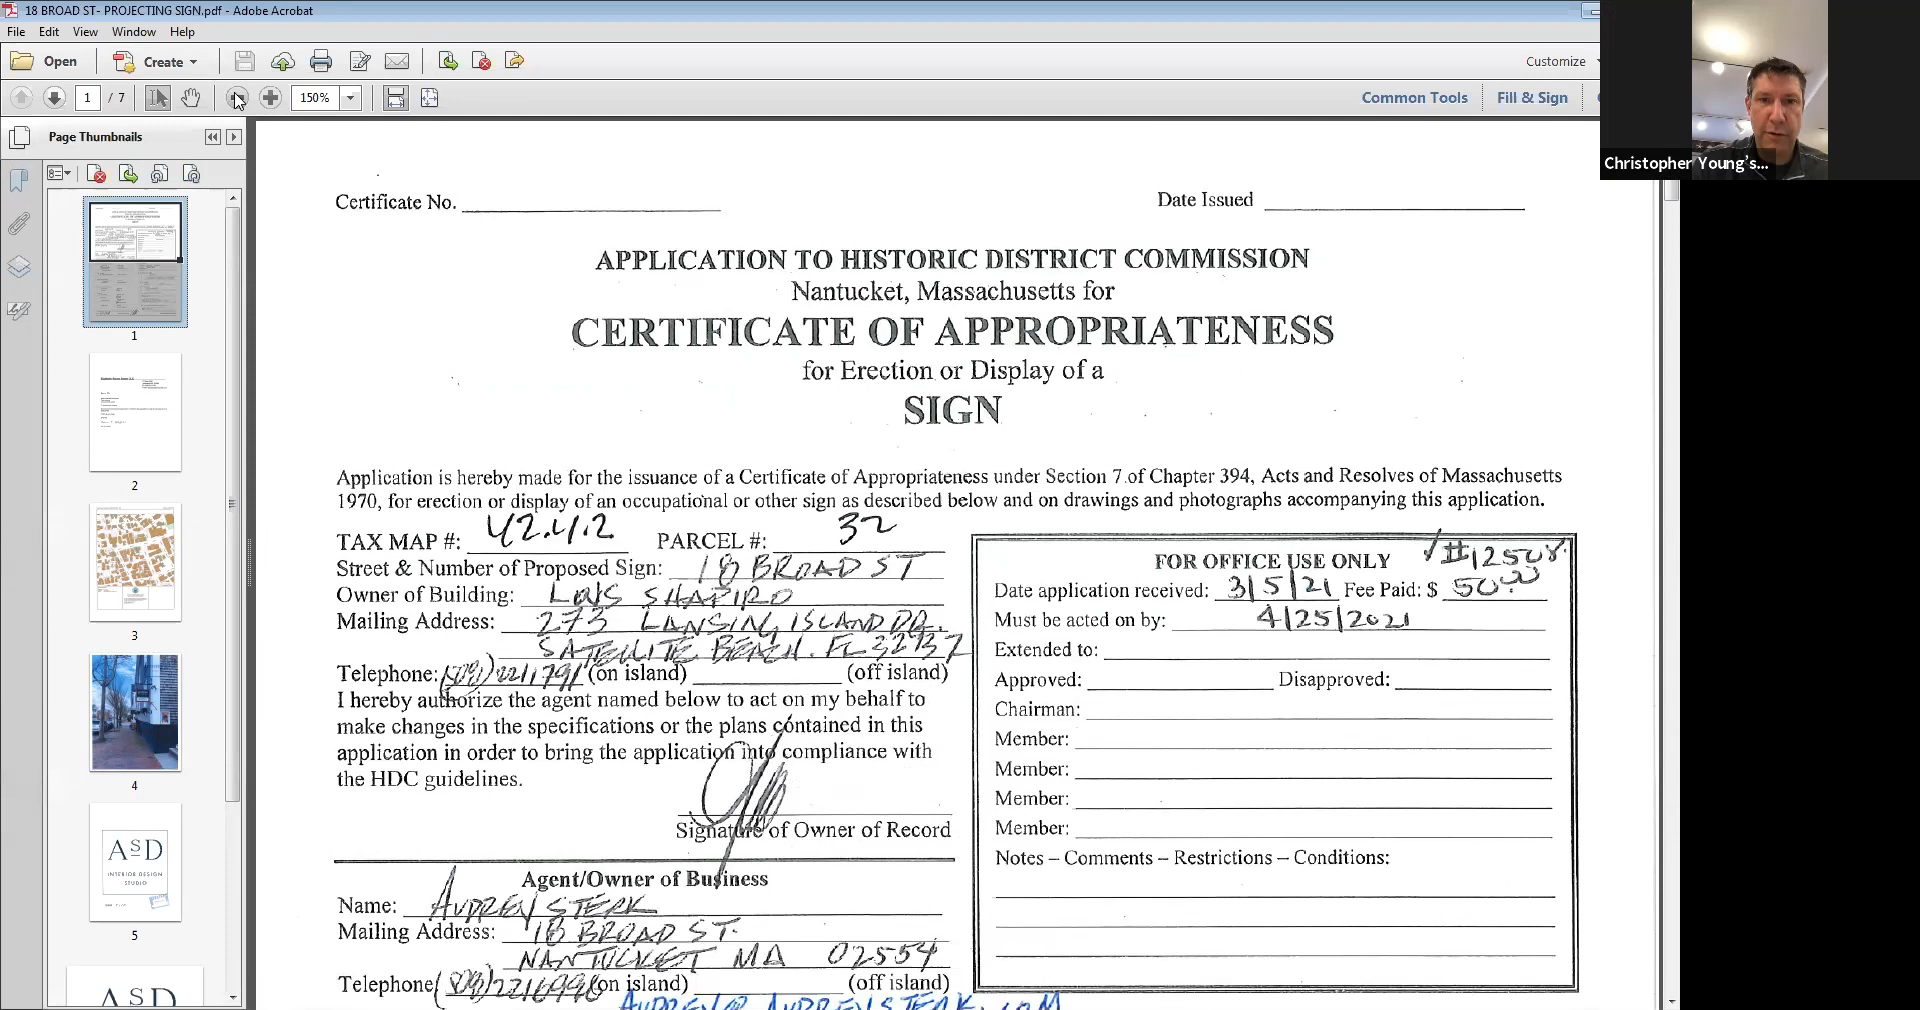 18 BROAD ST- PROJECTING SIGN.pdf - Adobe Acrobat
File Edit View Window Help
Open Create Customize
1 / 7 150% Common Tools Fill & Sign
Christopher Young's...
Page Thumbnails
1
2
3
4
ASD
INTERIOR DESIGN
STUDIO
5
ASD
Certificate No. Date Issued
APPLICATION TO HISTORIC DISTRICT COMMISSION
Nantucket, Massachusetts for
CERTIFICATE OF APPROPRIATENESS
for Erection or Display of a
SIGN
Application is hereby made for the issuance of a Certificate of Appropriateness under Section 7 of Chapter 394, Acts and Resolves of Massachusetts
1970, for erection or display of an occupational or other sign as described below and on drawings and photographs accompanying this application.
TAX MAP #: 42.4.2 PARCEL #: 32
Street & Number of Proposed Sign: 18 BROAD ST
Owner of Building: LOIS SHAPIRO
Mailing Address: 273 LANSING ISLAND DR.
SATELLITE BEACH. FL 32937
Telephone: (on island) (off island)
I hereby authorize the agent named below to act on my behalf to
make changes in the specifications or the plans contained in this
application in order to bring the application into compliance with
the HDC guidelines.
Signature of Owner of Record
Agent/Owner of Business
Name: AUDREY STERK
Mailing Address: 18 BROAD ST.
NANTUCKET MA 02554
Telephone (on island) (off island)
AUDREY@AUDREYSTERK.COM
FOR OFFICE USE ONLY
Date application received: 3/5/21 Fee Paid: $ 50.00
Must be acted on by: 4/25/2021
Extended to:
Approved: Disapproved:
Chairman:
Member:
Member:
Member:
Member:
Notes – Comments – Restrictions – Conditions: